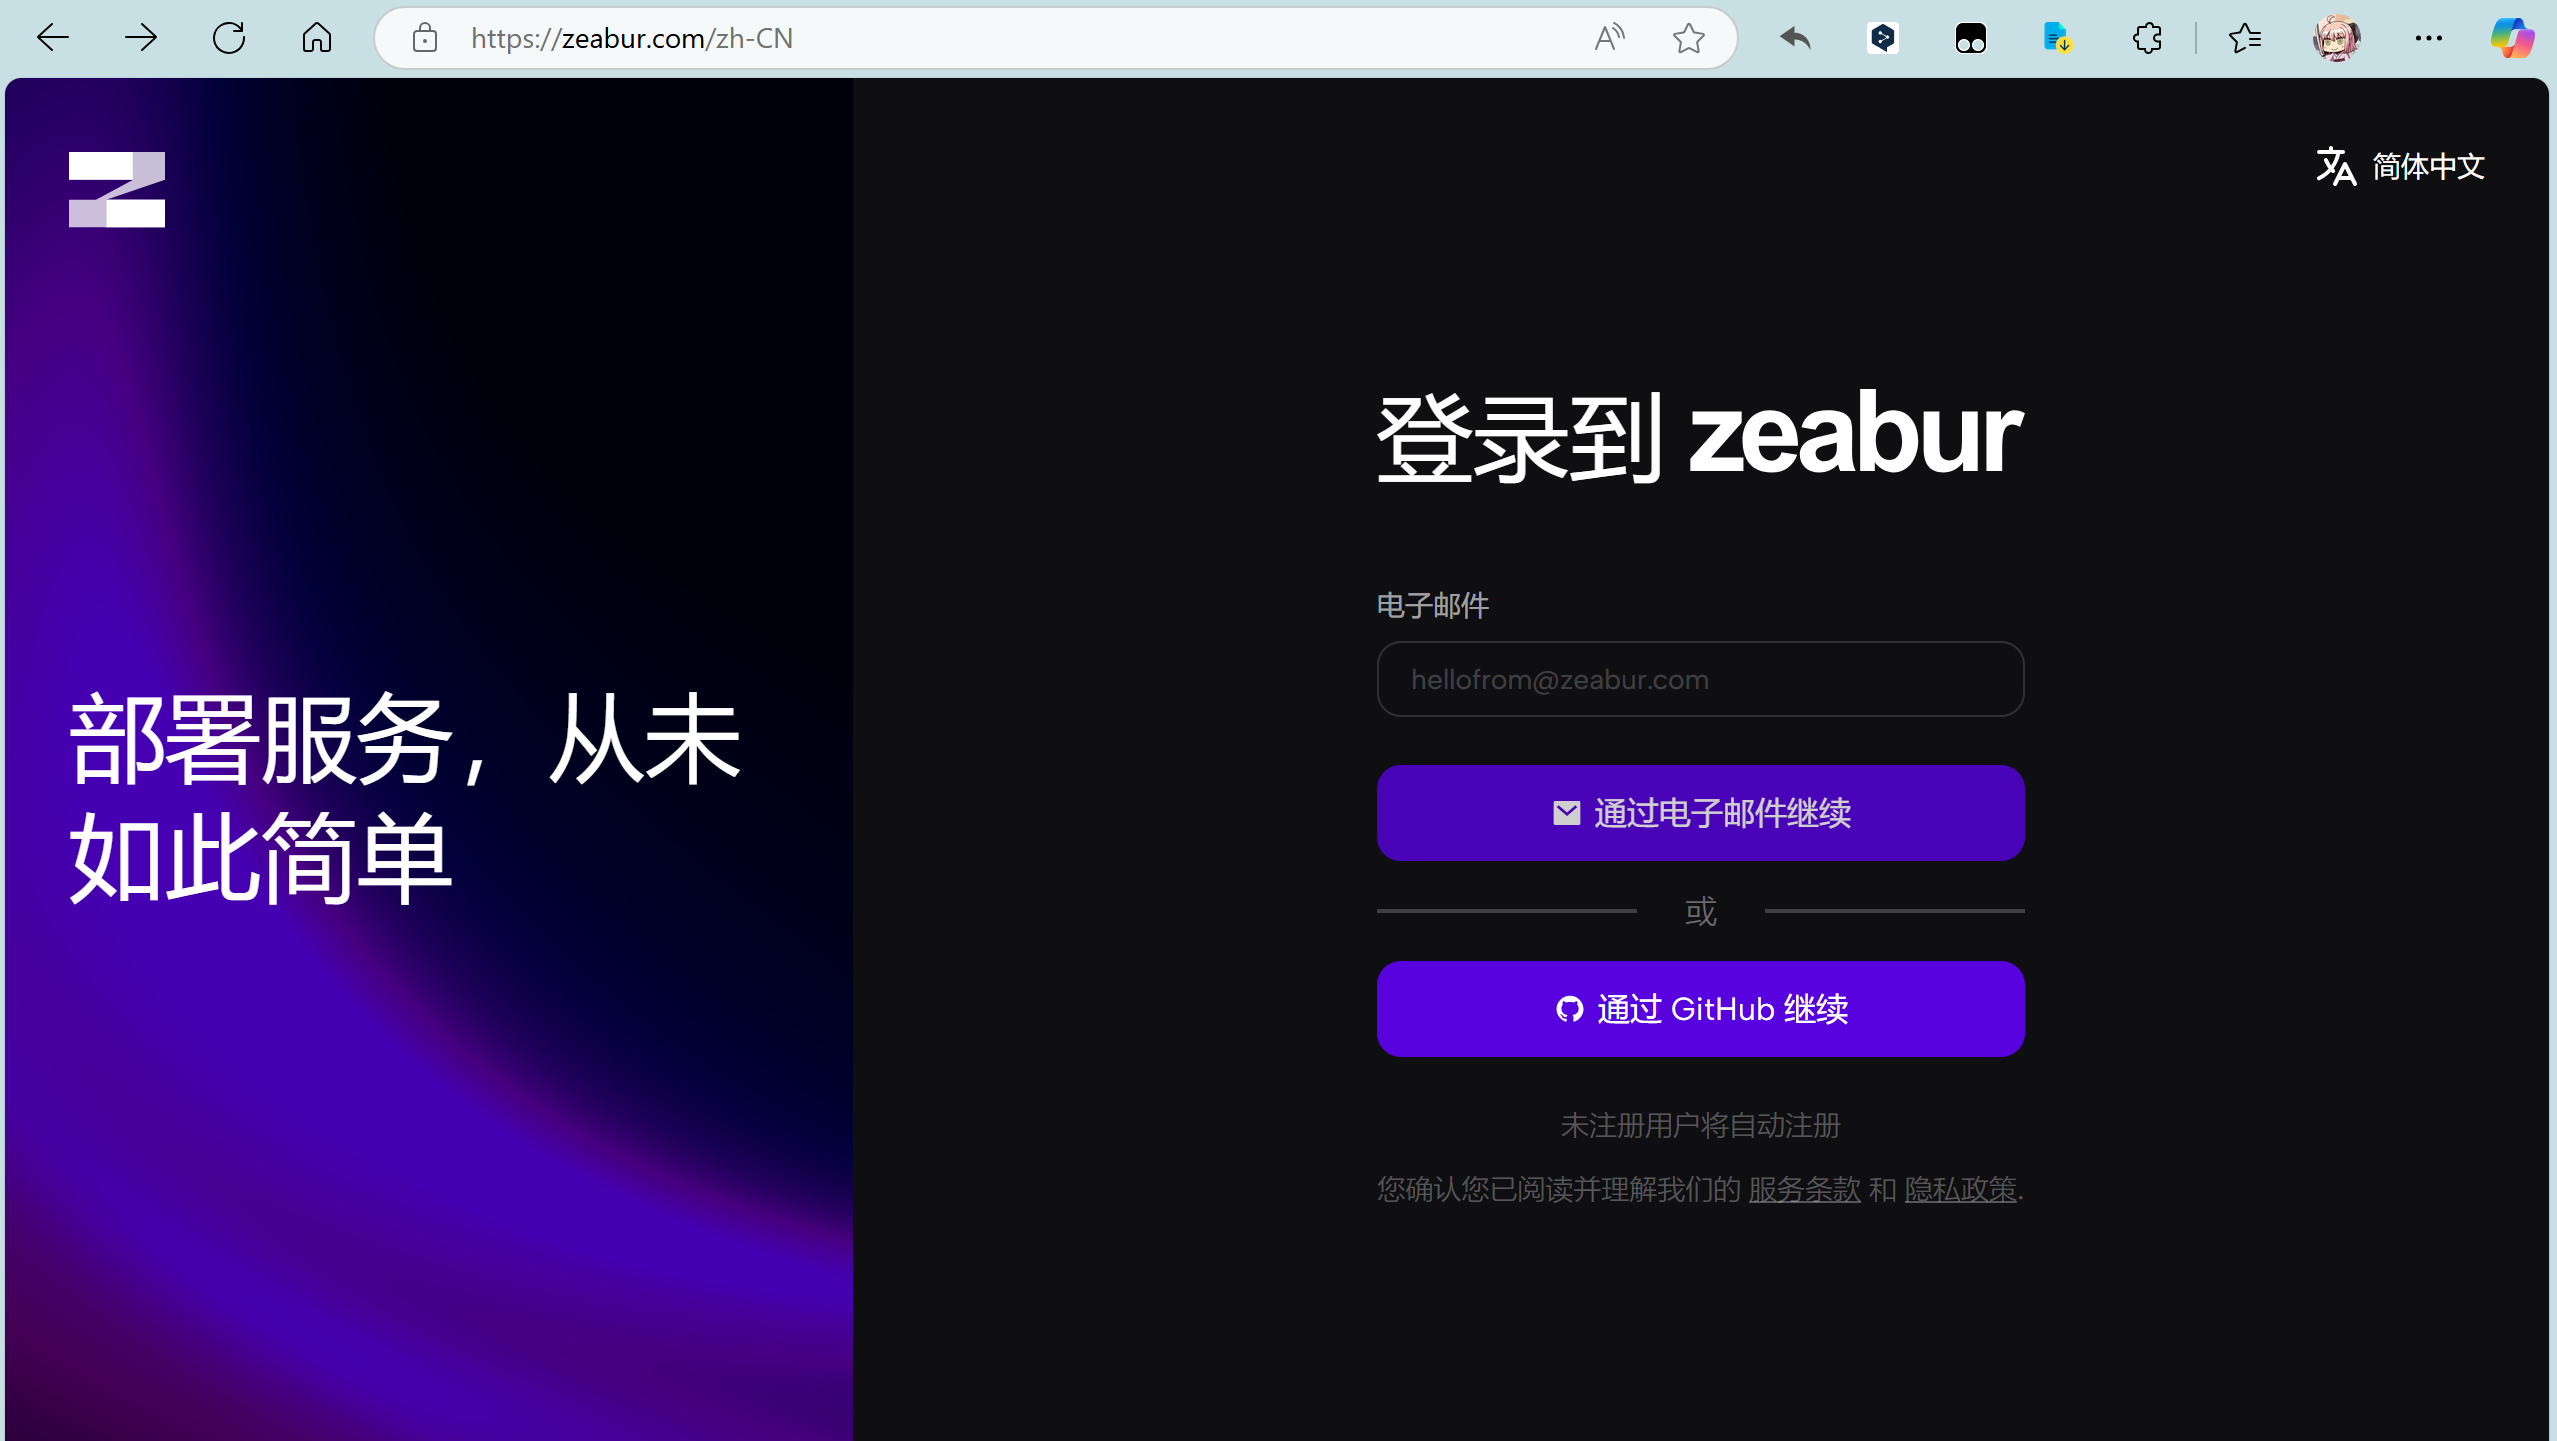 https://zeabur.com/zh-CN
简体中文
登录到 zeabur
部署服务，从未
如此简单
电子邮件
hellofrom@zeabur.com
通过电子邮件继续
或
通过 GitHub 继续
未注册用户将自动注册
您确认您已阅读并理解我们的 服务条款 和 隐私政策.